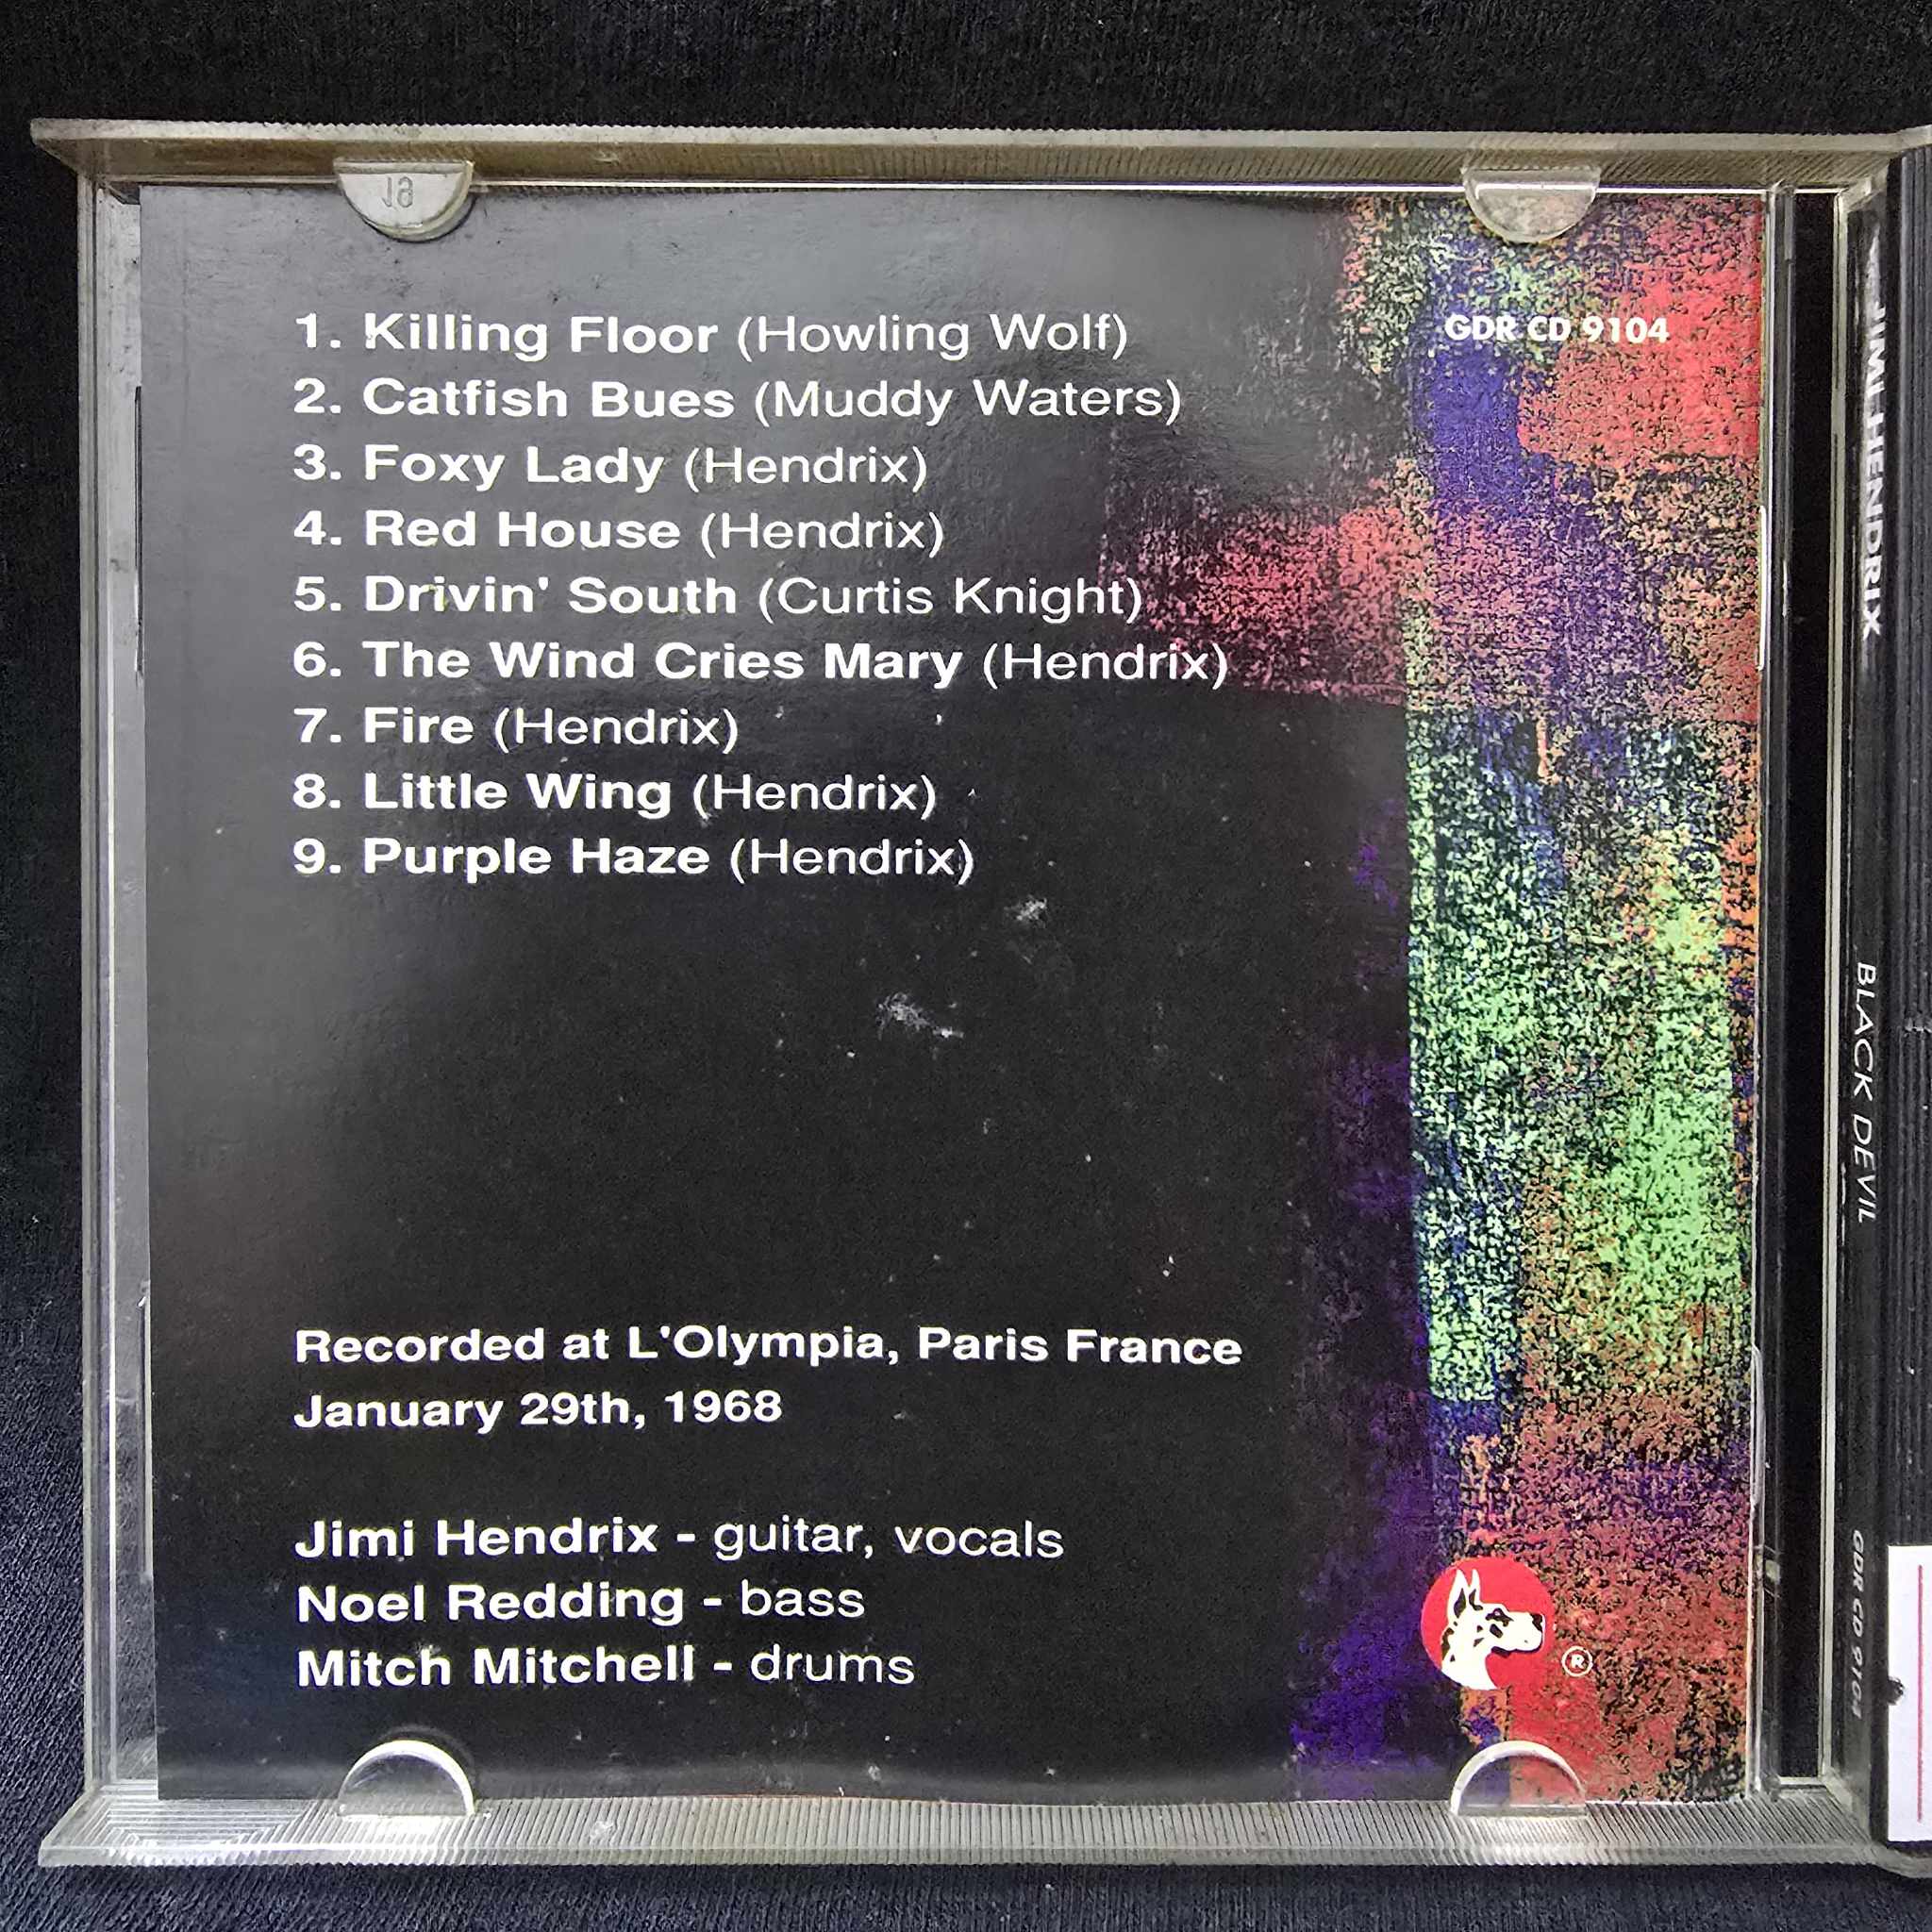 1. Killing Floor (Howling Wolf)
2. Catfish Bues (Muddy Waters)
3. Foxy Lady (Hendrix)
4. Red House (Hendrix)
5. Drivin' South (Curtis Knight)
6. The Wind Cries Mary (Hendrix)
7. Fire (Hendrix)
8. Little Wing (Hendrix)
9. Purple Haze (Hendrix)
GDR CD 9104
Recorded at L'Olympia, Paris France
January 29th, 1968
Jimi Hendrix - guitar, vocals
Noel Redding - bass
Mitch Mitchell - drums
®
JIMI HENDRIX
BLACK DEVIL
GDR CD 9104